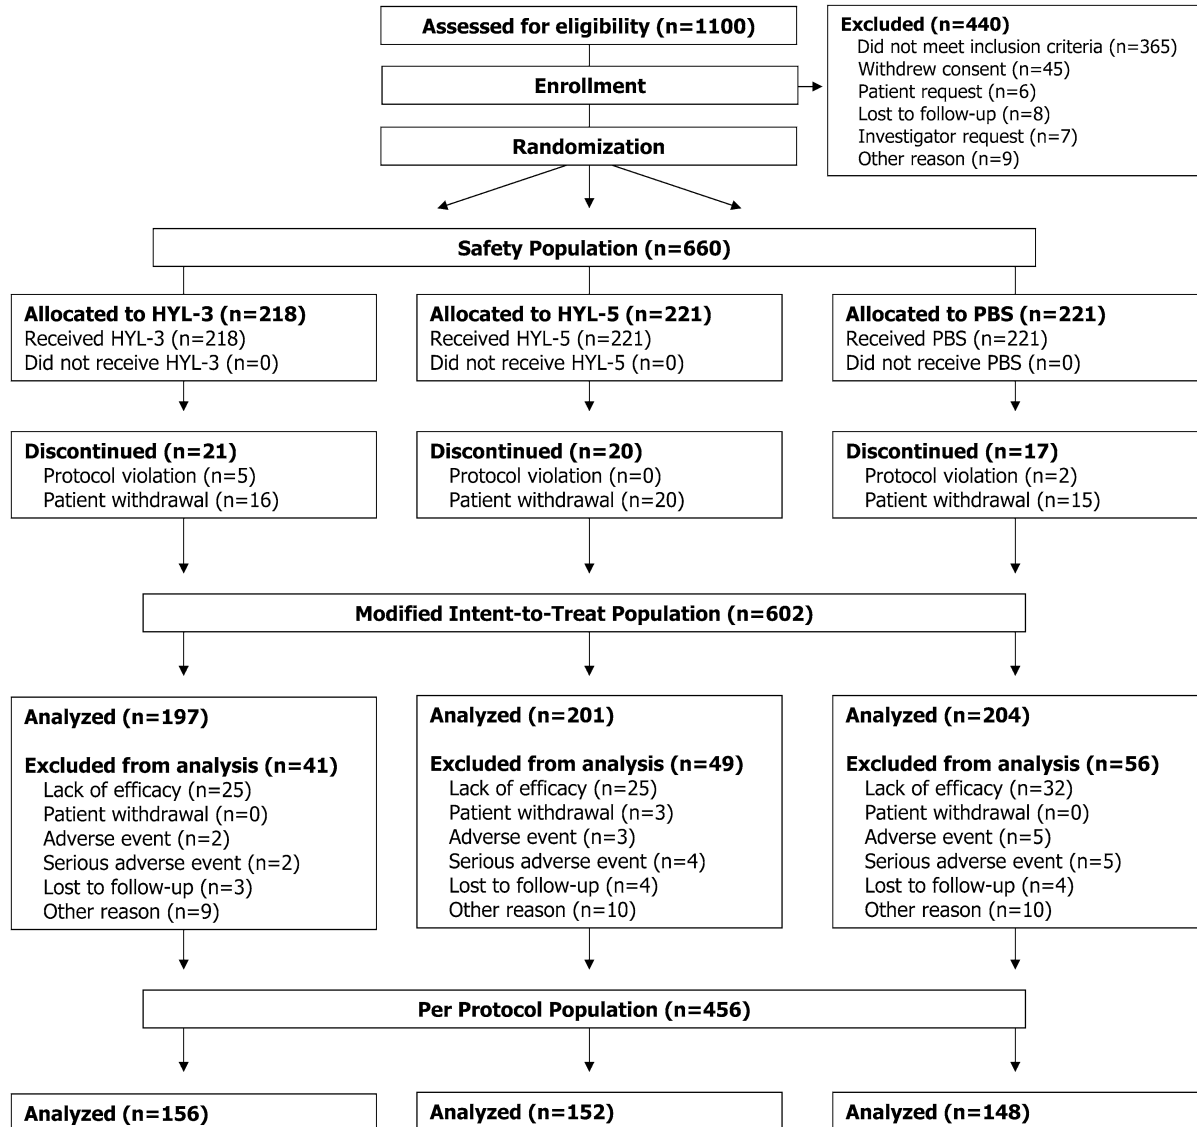 Assessed for eligibility (n=1100)
Excluded (n=440)
Did not meet inclusion criteria (n=365)
Withdrew consent (n=45)
Patient request (n=6)
Lost to follow-up (n=8)
Investigator request (n=7)
Other reason (n=9)
Enrollment
Randomization
Safety Population (n=660)
Allocated to HYL-3 (n=218)
Received HYL-3 (n=218)
Did not receive HYL-3 (n=0)
Allocated to HYL-5 (n=221)
Received HYL-5 (n=221)
Did not receive HYL-5 (n=0)
Allocated to PBS (n=221)
Received PBS (n=221)
Did not receive PBS (n=0)
Discontinued (n=21)
Protocol violation (n=5)
Patient withdrawal (n=16)
Discontinued (n=20)
Protocol violation (n=0)
Patient withdrawal (n=20)
Discontinued (n=17)
Protocol violation (n=2)
Patient withdrawal (n=15)
Modified Intent-to-Treat Population (n=602)
Analyzed (n=197)
Excluded from analysis (n=41)
Lack of efficacy (n=25)
Patient withdrawal (n=0)
Adverse event (n=2)
Serious adverse event (n=2)
Lost to follow-up (n=3)
Other reason (n=9)
Analyzed (n=201)
Excluded from analysis (n=49)
Lack of efficacy (n=25)
Patient withdrawal (n=3)
Adverse event (n=3)
Serious adverse event (n=4)
Lost to follow-up (n=4)
Other reason (n=10)
Analyzed (n=204)
Excluded from analysis (n=56)
Lack of efficacy (n=32)
Patient withdrawal (n=0)
Adverse event (n=5)
Serious adverse event (n=5)
Lost to follow-up (n=4)
Other reason (n=10)
Per Protocol Population (n=456)
Analyzed (n=156)
Analyzed (n=152)
Analyzed (n=148)